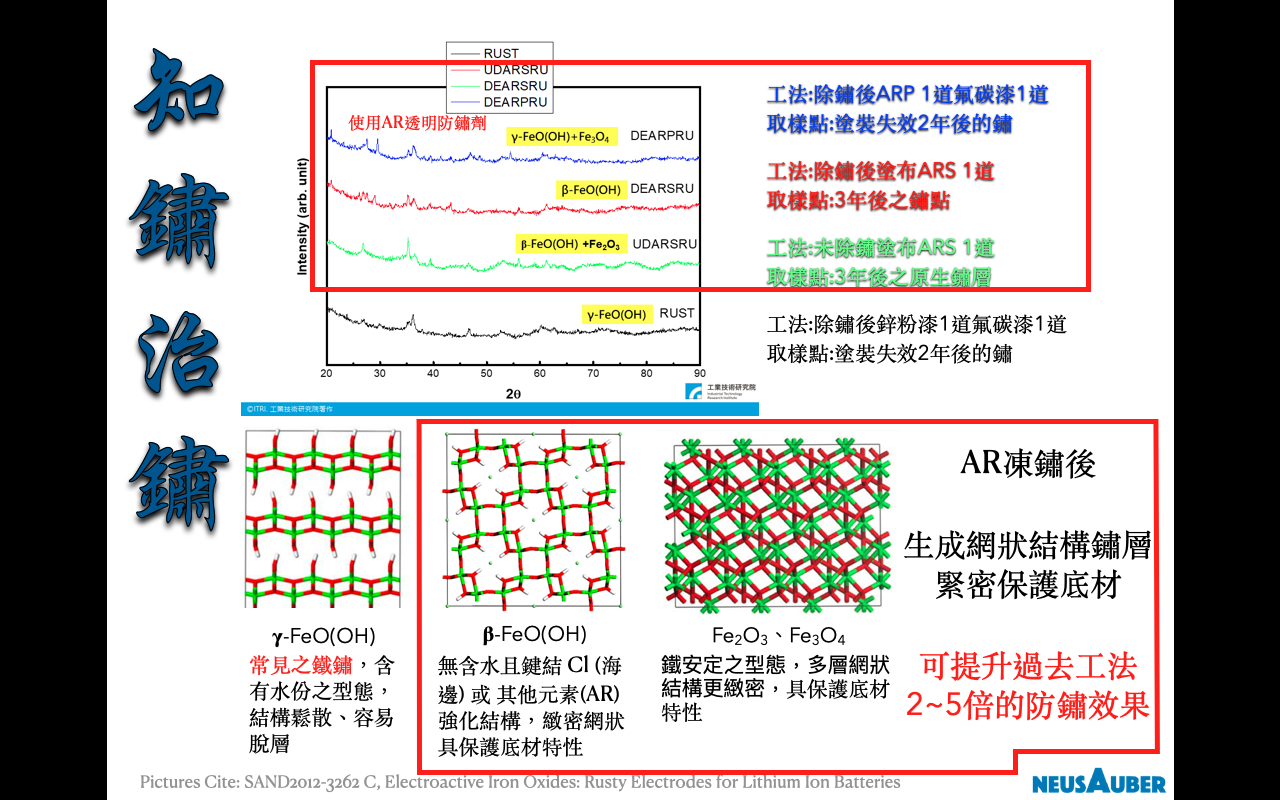 知
鏽
治
鏽
RUST
UDARSRU
DEARSRU
DEARPRU
使用AR透明防鏽劑
γ-FeO(OH)+Fe₃O₄ DEARPRU
β-FeO(OH) DEARSRU
β-FeO(OH) +Fe₂O₃ UDARSRU
γ-FeO(OH) RUST
Intensity (arb. unit)
20 30 40 50 60 70 80 90
2θ
工業技術研究院
Industrial Technology
Research Institute
©ITRI. 工業技術研究院著作
工法:除鏽後ARP 1道氟碳漆1道
取樣點:塗裝失效2年後的鏽
工法:除鏽後塗布ARS 1道
取樣點:3年後之鏽點
工法:未除鏽塗布ARS 1道
取樣點:3年後之原生鏽層
工法:除鏽後鋅粉漆1道氟碳漆1道
取樣點:塗裝失效2年後的鏽
γ-FeO(OH)
常見之鐵鏽，含
有水份之型態，
結構鬆散、容易
脫層
β-FeO(OH)
無含水且鍵結 Cl (海
邊) 或 其他元素(AR)
強化結構，緻密網狀
具保護底材特性
Fe₂O₃、Fe₃O₄
鐵安定之型態，多層網狀
結構更緻密，具保護底材
特性
AR凍鏽後
生成網狀結構鏽層
緊密保護底材
可提升過去工法
2~5倍的防鏽效果
Pictures Cite: SAND2012-3262 C, Electroactive Iron Oxides: Rusty Electrodes for Lithium Ion Batteries
NEUSAUBER